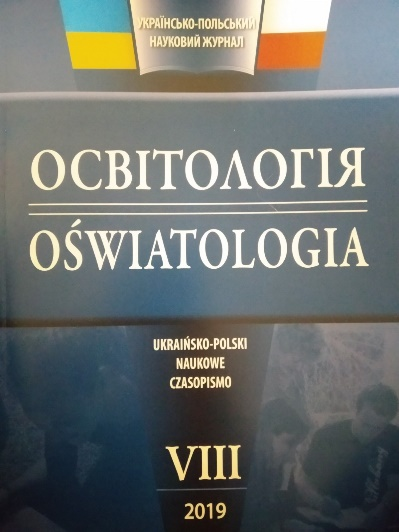 УКРАЇНСЬКО-ПОЛЬСЬКИЙ
НАУКОВИЙ ЖУРНАЛ
ОСВІТОЛОГІЯ
OŚWIATOLOGIA
UKRAIŃSKO-POLSKI
NAUKOWE
CZASOPISMO
VIII
2019